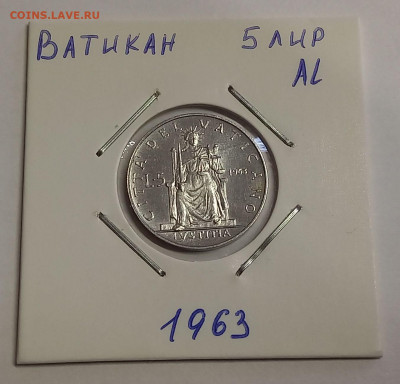 COINS.LAVE.RU
ВАТИКАН 5 ЛИР
AL
CITTA' DEL VATICANO
L.5 1963
IVSTITIA
1963